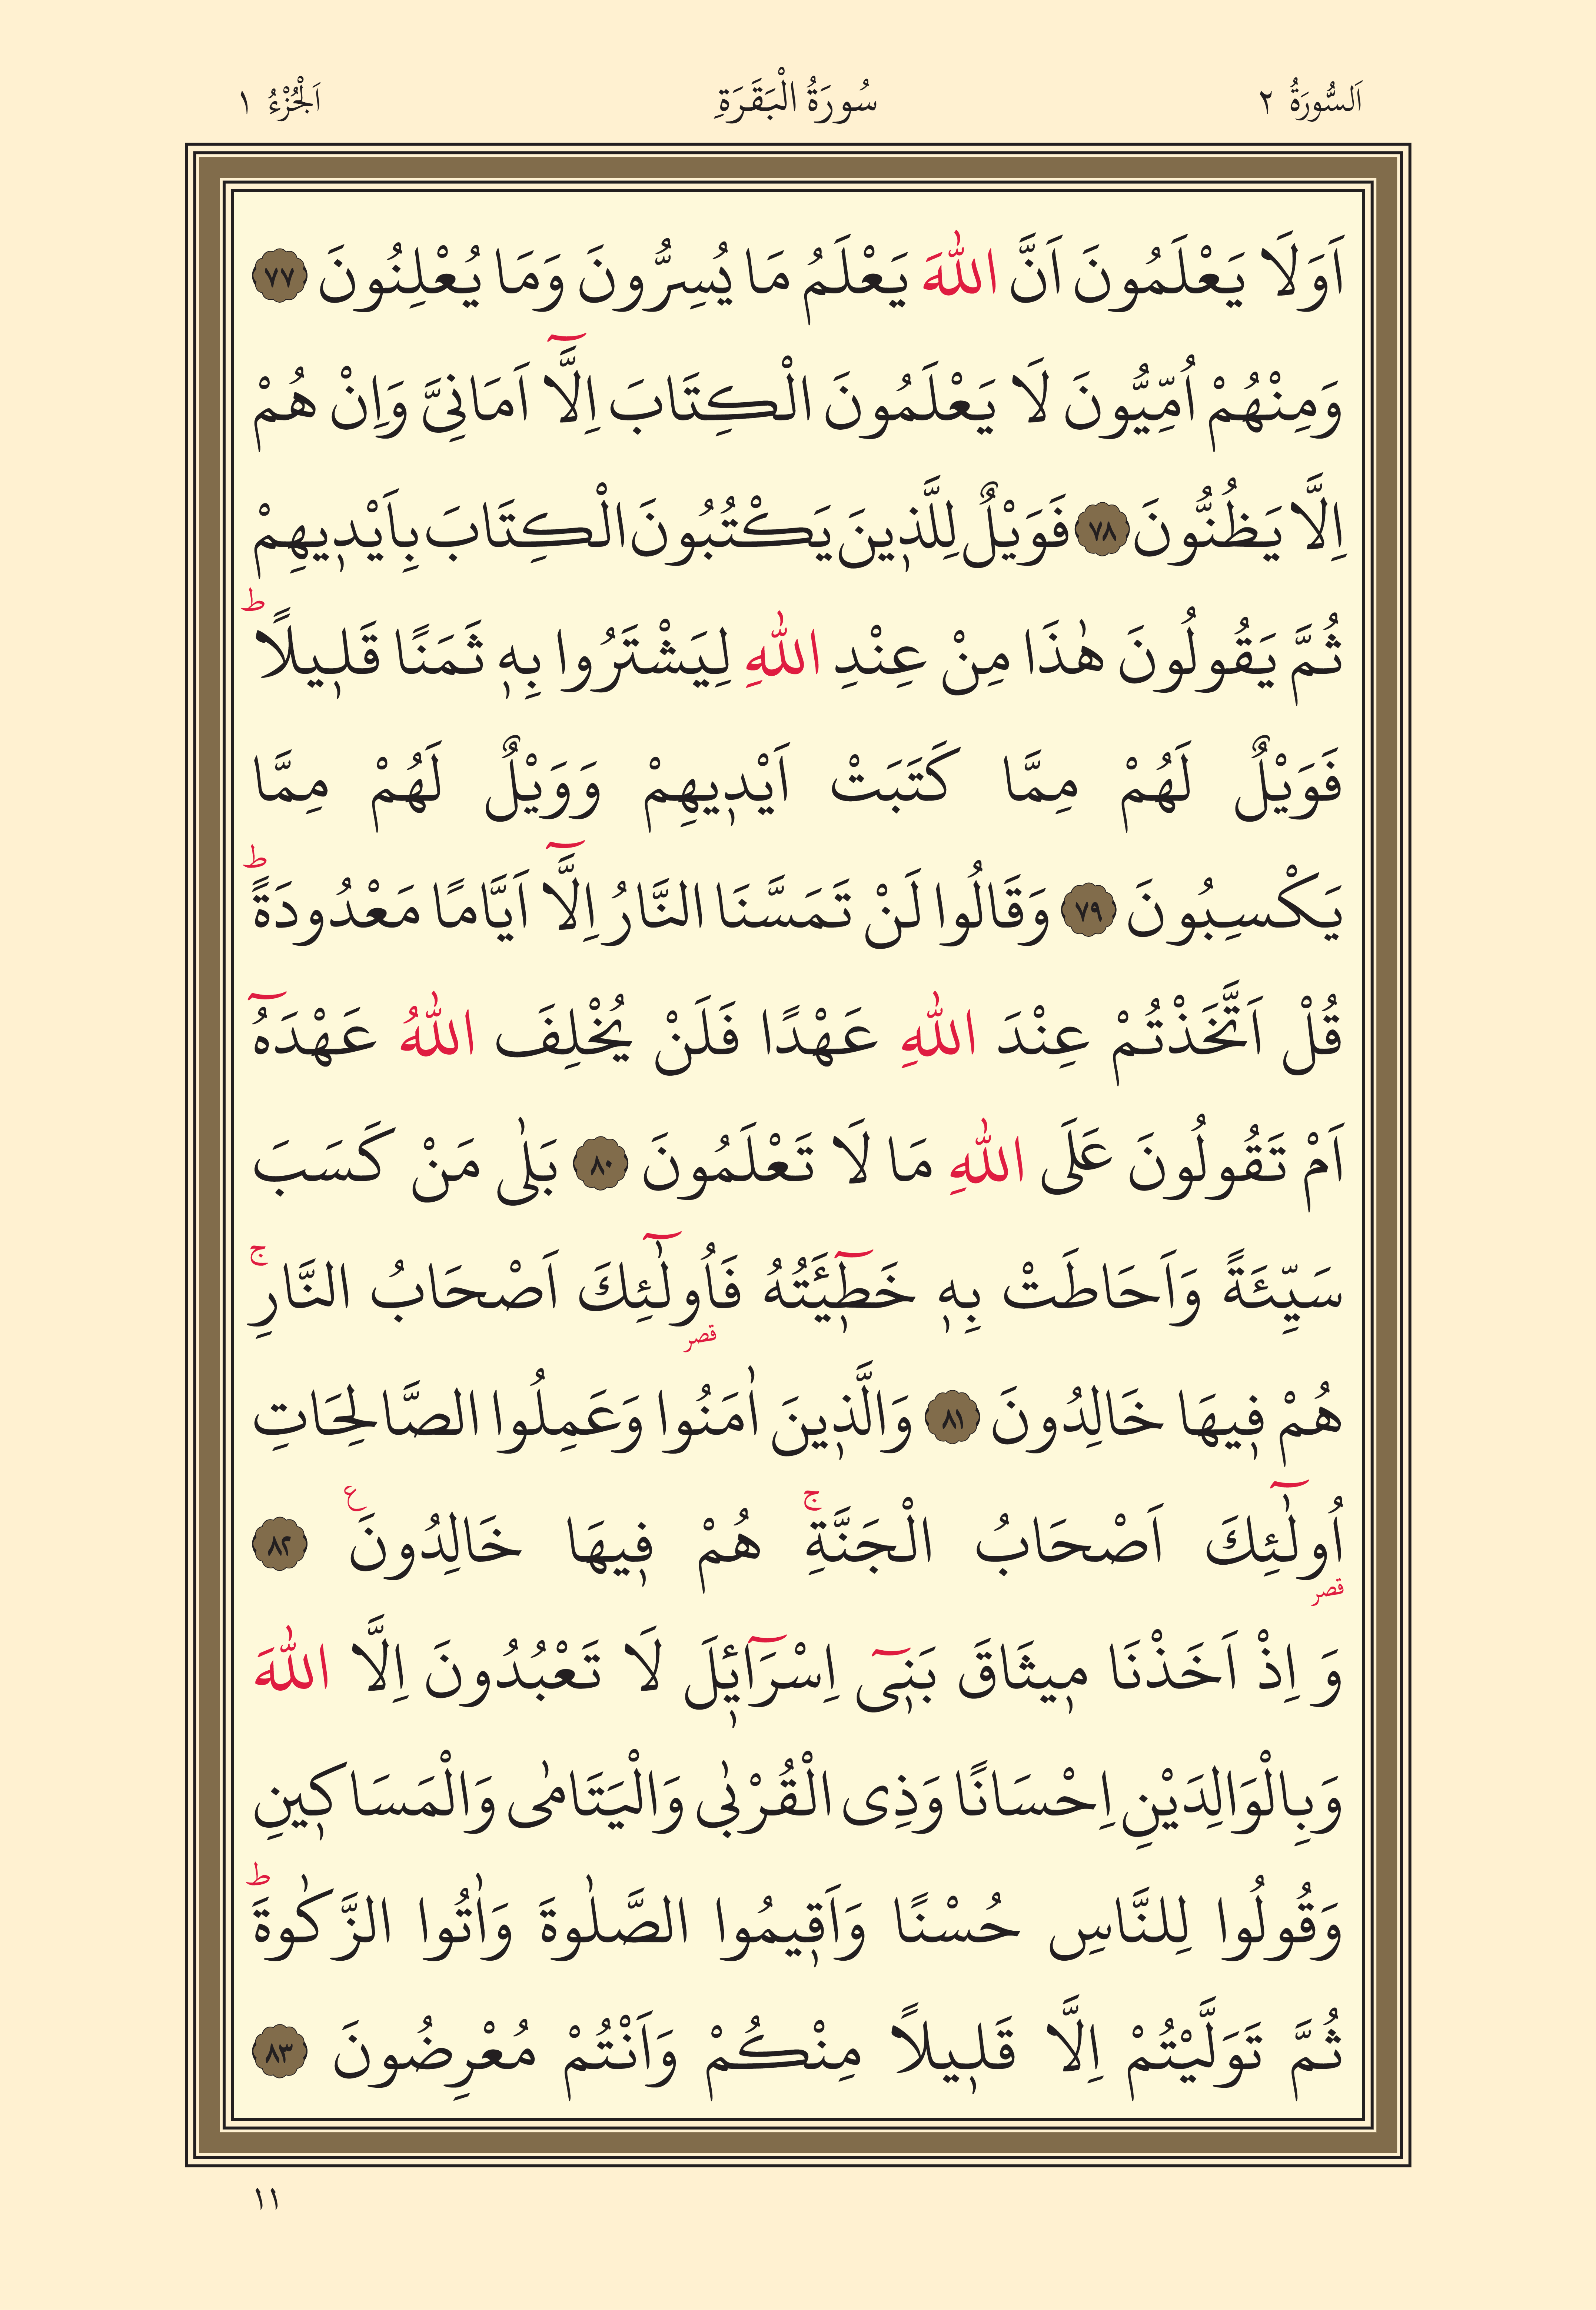 اَلسُّورَةُ ٢ سُورَةُ الْبَقَرَةِ اَلْجُزْءُ ١
اَوَلَا يَعْلَمُونَ اَنَّ اللّٰهَ يَعْلَمُ مَا يُسِرُّونَ وَمَا يُعْلِنُونَ ٧٧
وَمِنْهُمْ اُمِّيُّونَ لَا يَعْلَمُونَ الْكِتَابَ اِلَّٓا اَمَانِيَّ وَاِنْ هُمْ
اِلَّا يَظُنُّونَ ٧٨ فَوَيْلٌ لِلَّذ۪ينَ يَكْتُبُونَ الْكِتَابَ بِاَيْد۪يهِمْ
ثُمَّ يَقُولُونَ هٰذَا مِنْ عِنْدِ اللّٰهِ لِيَشْتَرُوا بِه۪ ثَمَنًا قَل۪يلًا ط
فَوَيْلٌ لَهُمْ مِمَّا كَتَبَتْ اَيْد۪يهِمْ وَوَيْلٌ لَهُمْ مِمَّا
يَكْسِبُونَ ٧٩ وَقَالُوا لَنْ تَمَسَّنَا النَّارُ اِلَّٓا اَيَّامًا مَعْدُودَةً ط
قُلْ اَتَّخَذْتُمْ عِنْدَ اللّٰهِ عَهْدًا فَلَنْ يُخْلِفَ اللّٰهُ عَهْدَهُٓ
اَمْ تَقُولُونَ عَلَى اللّٰهِ مَا لَا تَعْلَمُونَ ٨٠ بَلٰى مَنْ كَسَبَ
سَيِّئَةً وَاَحَاطَتْ بِه۪ خَط۪ٓيـَٔتُهُ فَاُولٰٓئِكَ قصر اَصْحَابُ النَّارِ ج
هُمْ ف۪يهَا خَالِدُونَ ٨١ وَالَّذ۪ينَ اٰمَنُوا وَعَمِلُوا الصَّالِحَاتِ
اُولٰٓئِكَ قصر اَصْحَابُ الْجَنَّةِ ج هُمْ ف۪يهَا خَالِدُونَ ع ٨٢
وَ اِذْ اَخَذْنَا م۪يثَاقَ بَن۪ٓى اِسْرَٓائ۪لَ لَا تَعْبُدُونَ اِلَّا اللّٰهَ
وَبِالْوَالِدَيْنِ اِحْسَانًا وَذِى الْقُرْبٰى وَالْيَتَامٰى وَالْمَسَاك۪ينِ
وَقُولُوا لِلنَّاسِ حُسْنًا وَاَق۪يمُوا الصَّلٰوةَ وَاٰتُوا الزَّكٰوةَ ط
ثُمَّ تَوَلَّيْتُمْ اِلَّا قَل۪يلًا مِنْكُمْ وَاَنْتُمْ مُعْرِضُونَ ٨٣
١١